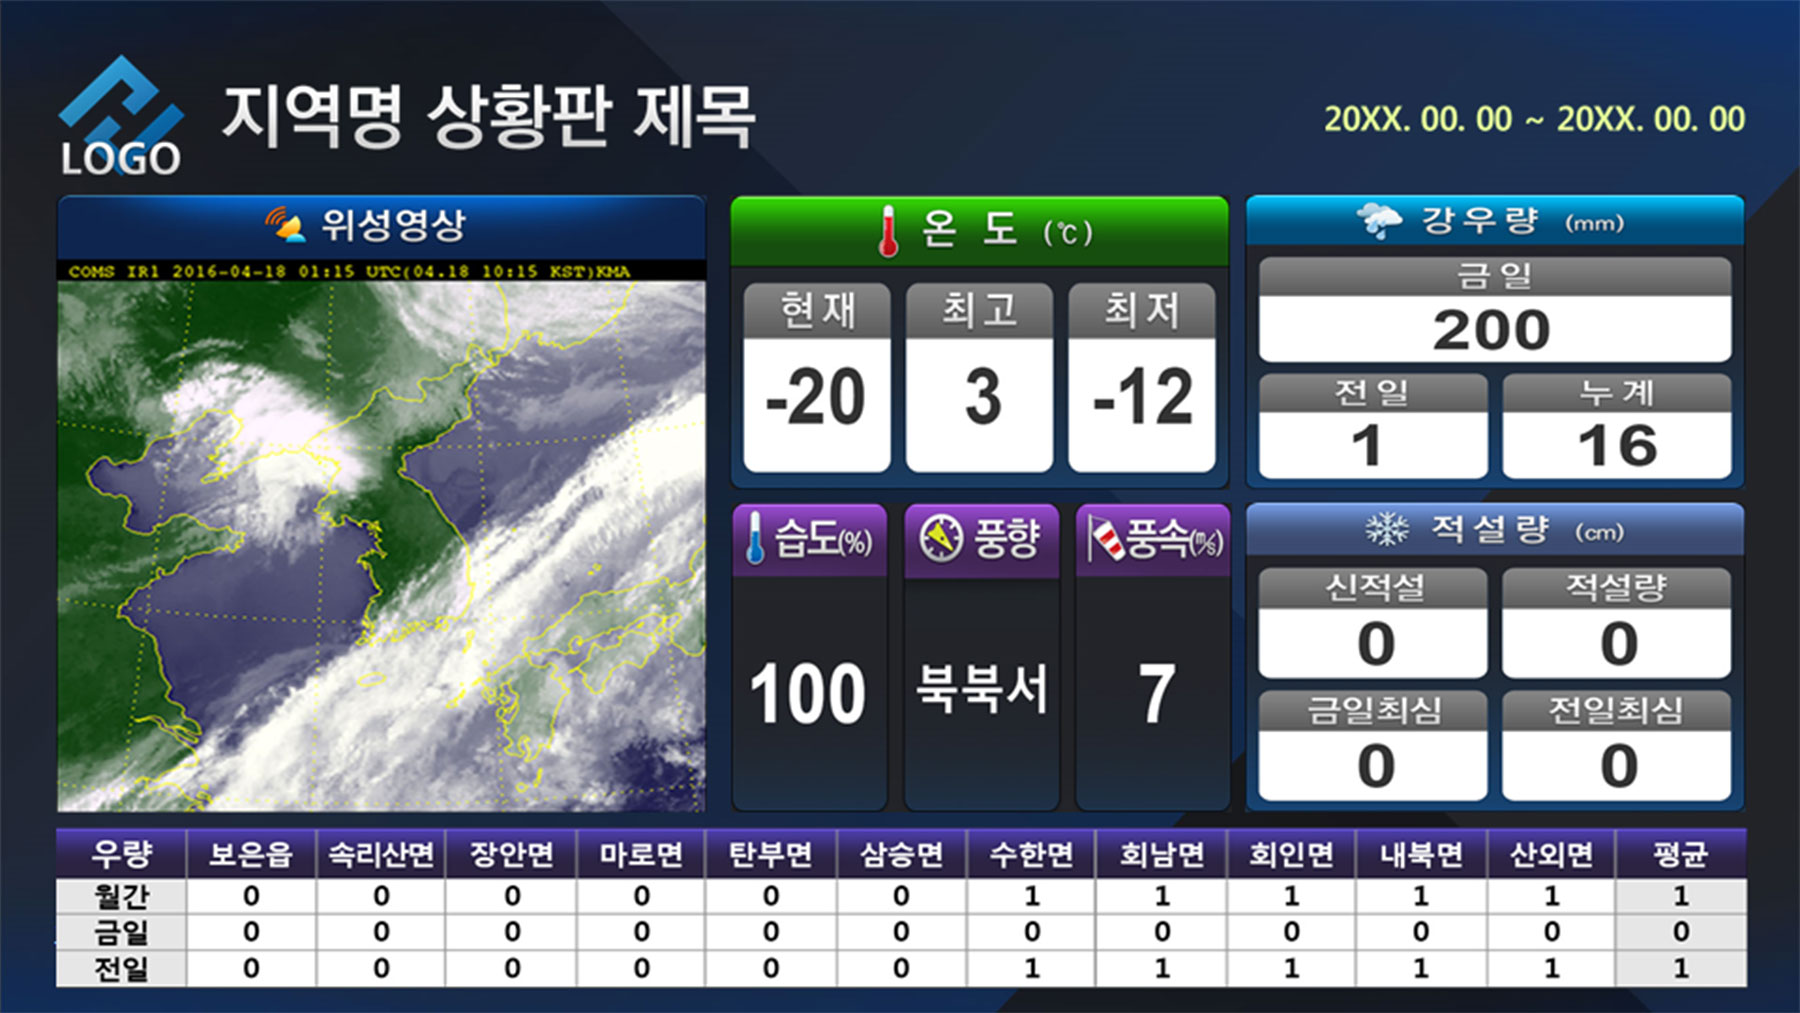 LOGO
지역명 상황판 제목
20XX. 00. 00 ~ 20XX. 00. 00
위성영상
COMS IR1 2016-04-18 01:15 UTC(04.18 10:15 KST)KMA
온 도 (℃)
현재 최고 최저
-20 3 -12
강우량 (mm)
금일
200
전일 누계
1 16
습도(%) 풍향 풍속(㎧)
100 북북서 7
적설량 (cm)
신적설 적설량
0 0
금일최심 전일최심
0 0
우량 보은읍 속리산면 장안면 마로면 탄부면 삼승면 수한면 회남면 회인면 내북면 산외면 평균
월간 0 0 0 0 0 0 1 1 1 1 1 1
금일 0 0 0 0 0 0 0 0 0 0 0 0
전일 0 0 0 0 0 0 1 1 1 1 1 1